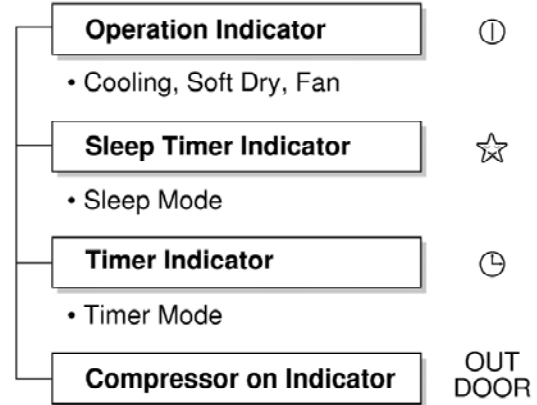 Operation Indicator
• Cooling, Soft Dry, Fan
Sleep Timer Indicator
• Sleep Mode
Timer Indicator
• Timer Mode
Compressor on Indicator
OUT
DOOR